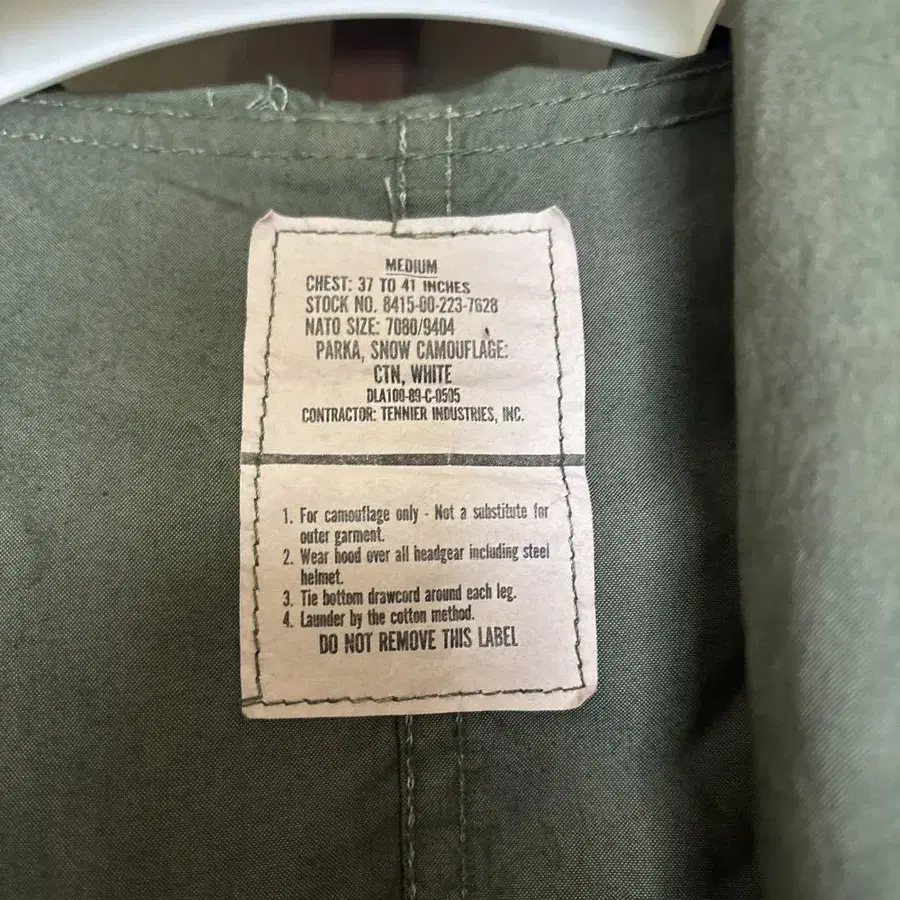 MEDIUM
CHEST: 37 TO 41 INCHES
STOCK NO. 8415-00-223-7628
NATO SIZE: 7080/9404
PARKA, SNOW CAMOUFLAGE:
CTN, WHITE
DLA100-89-C-0505
CONTRACTOR: TENNIER INDUSTRIES, INC.
1. For camouflage only - Not a substitute for
outer garment.
2. Wear hood over all headgear including steel
helmet.
3. Tie bottom drawcord around each leg.
4. Launder by the cotton method.
DO NOT REMOVE THIS LABEL